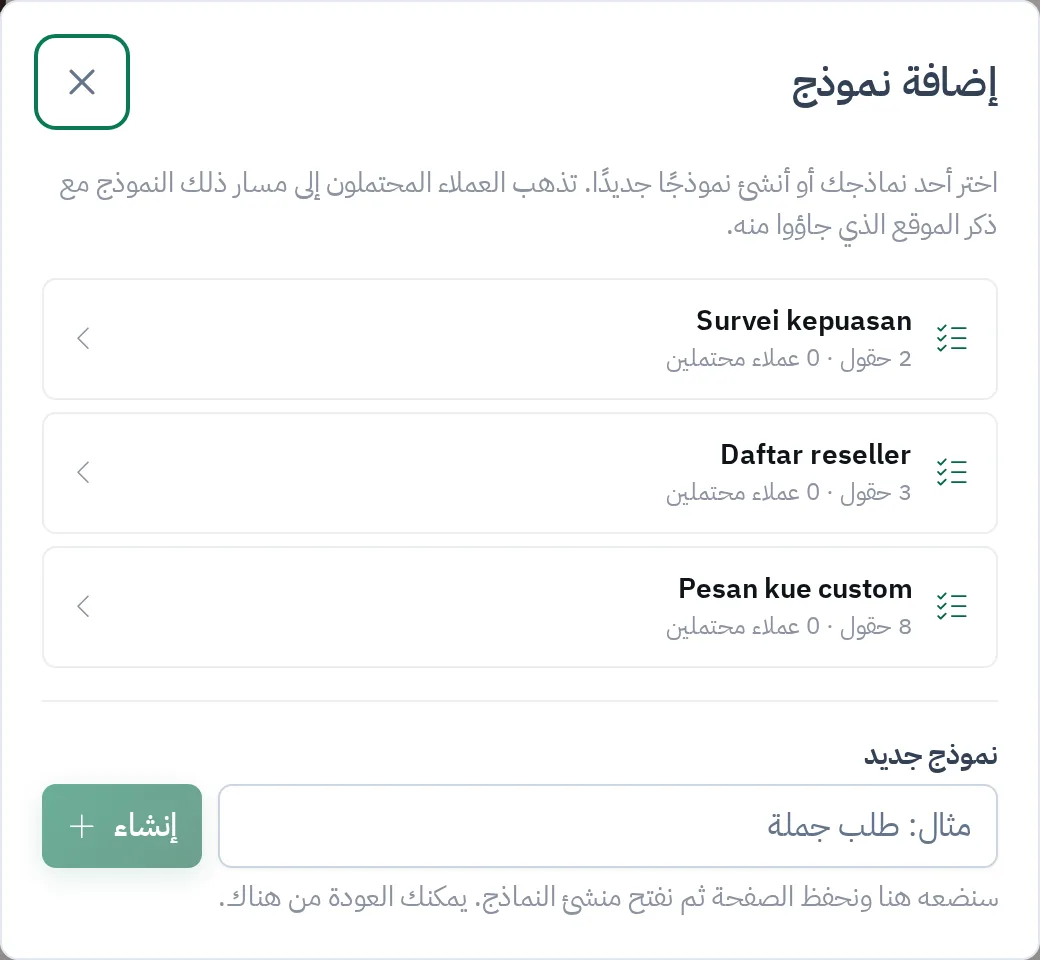 إضافة نموذج
اختر أحد نماذجك أو أنشئ نموذجًا جديدًا. تذهب العملاء المحتملون إلى مسار ذلك النموذج مع
ذكر الموقع الذي جاؤوا منه.
Survei kepuasan
2 حقول · 0 عملاء محتملين
Daftar reseller
3 حقول · 0 عملاء محتملين
Pesan kue custom
8 حقول · 0 عملاء محتملين
نموذج جديد
مثال: طلب جملة
إنشاء
سنضعه هنا ونحفظ الصفحة ثم نفتح منشئ النماذج. يمكنك العودة من هناك.